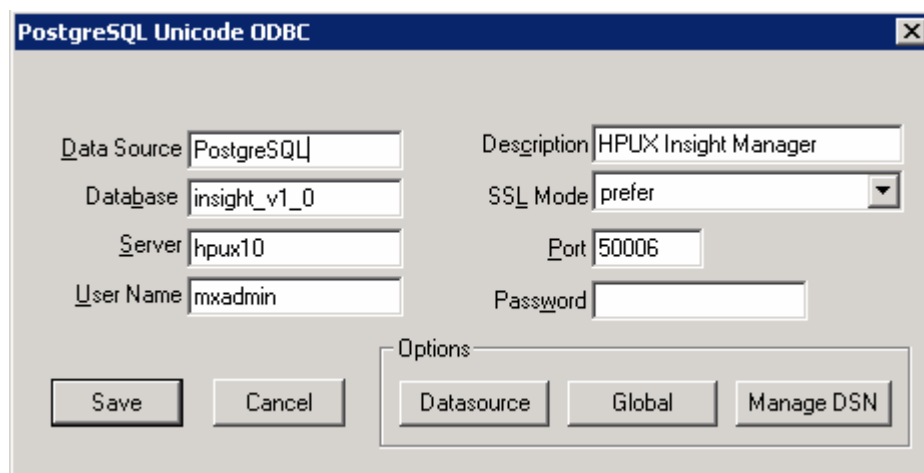 PostgreSQL Unicode ODBC
Data Source PostgreSQL Description HPUX Insight Manager
Database insight_v1_0 SSL Mode prefer
Server hpux10 Port 50006
User Name mxadmin Password
Options
Save Cancel Datasource Global Manage DSN